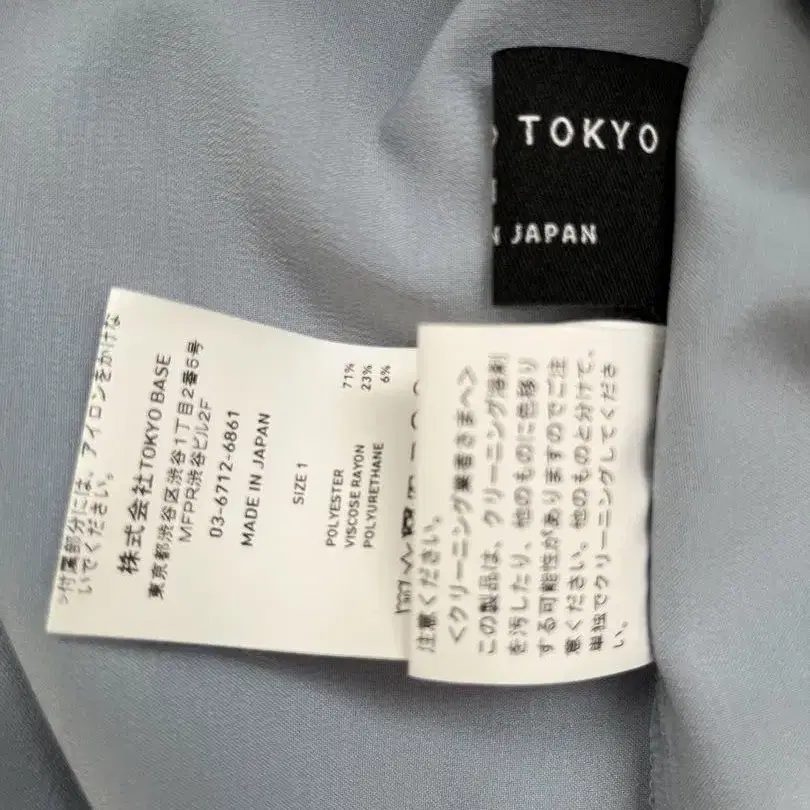 TOKYO
JAPAN
>付属部分には、アイロンをかけな
いでください。
株式会社TOKYO BASE
東京都渋谷区渋谷1丁目2番5号
MFPR渋谷ビル2F
03-6712-6861
MADE IN JAPAN
SIZE 1
POLYESTER 71%
VISCOSE RAYON 23%
POLYURETHANE 6%
注意ください。
<クリーニング業者さまへ>
この製品は、クリーニング溶剤
を汚したり、他のものに色移り
する可能性がありますのでご注
意ください。他のものと分けて、
単独でクリーニングしてくださ
い。